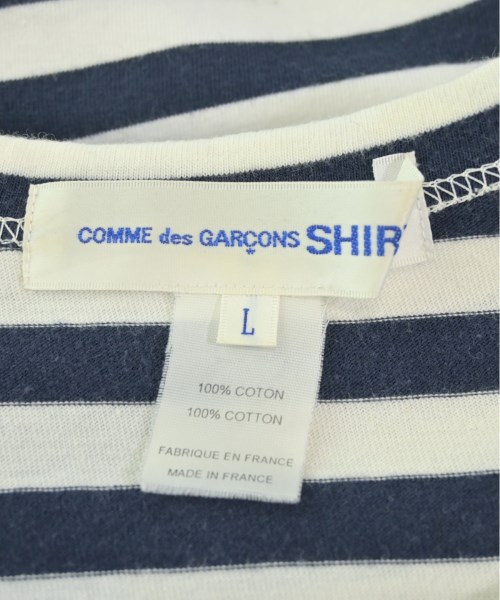 COMME des GARÇONS SHIR
L
100% COTON
100% COTTON
FABRIQUE EN FRANCE
MADE IN FRANCE